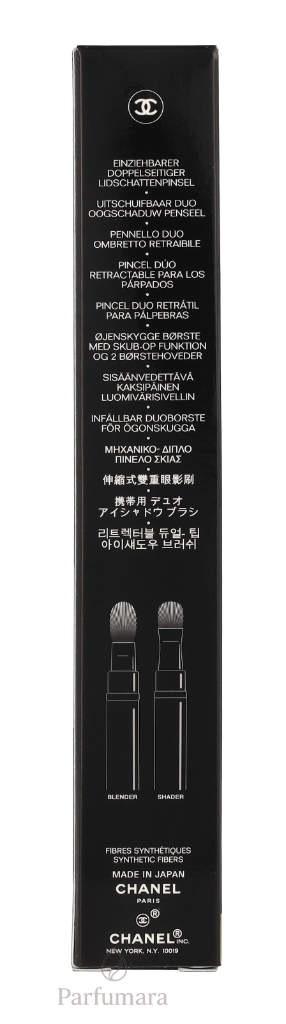 EINZIEHBARER
DOPPELSEITIGER
LIDSCHATTENPINSEL
•
UITSCHUIFBAAR DUO
OOGSCHADUW PENSEEL
•
PENNELLO DUO
OMBRETTO RETRAIBILE
•
PINCEL DÚO
RETRACTABLE PARA LOS
PÁRPADOS
•
PINCEL DUO RETRÁTIL
PARA PÁLPEBRAS
•
ØJENSKYGGE BØRSTE
MED SKUB-OP FUNKTION
OG 2 BØRSTEHOVEDER
•
SISÄÄNVEDETTÄVÄ
KAKSIPÄINEN
LUOMIVÄRISIVELLIN
•
INFÄLLBAR DUOBORSTE
FÖR ÖGONSKUGGA
•
ΜΗΧΑΝΙΚΟ- ΔΙΠΛΟ
ΠΙΝΕΛΟ ΣΚΙΑΣ
•
伸縮式雙重眼影刷
•
携帯用 デュオ
アイシャドウ ブラシ
•
리트렉터블 듀얼- 팁
아이섀도우 브러쉬
BLENDER SHADER
FIBRES SYNTHÉTIQUES
SYNTHETIC FIBERS
MADE IN JAPAN
CHANEL
PARIS
®
CHANEL® INC.
NEW YORK, N.Y. 10019
Parfumara